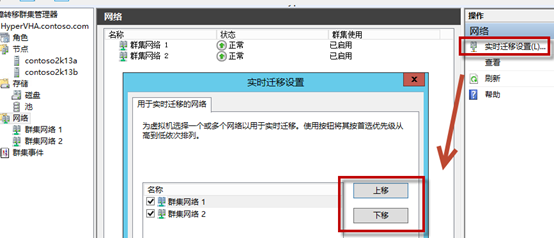 障转移群集管理器
HyperVHA.contoso.com
角色
节点
contoso2k13a
contoso2k13b
存储
磁盘
池
网络
群集网络 1
群集网络 2
群集事件
网络
名称 状态 群集使用
群集网络 1 正常 已启用
群集网络 2 正常 已启用
实时迁移设置
x
用于实时迁移的网络
为虚拟机选择一个或多个网络以用于实时迁移。使用按钮将其按首选优先级从
高到低依次排列。
名称
群集网络 1
群集网络 2
上移
下移
操作
网络
实时迁移设置(L)...
查看
刷新
帮助